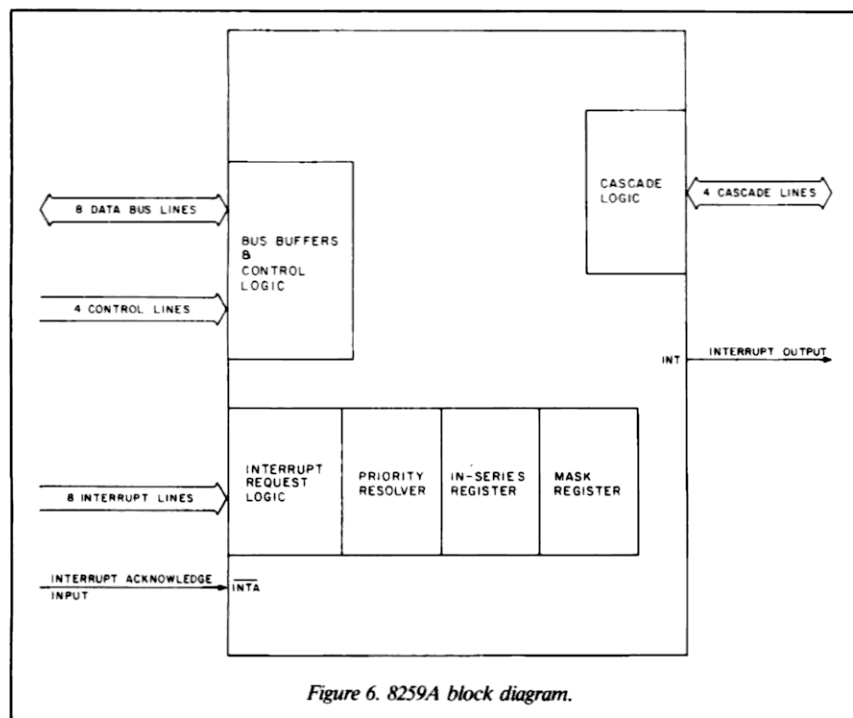 8 DATA BUS LINES
BUS BUFFERS
&
CONTROL
LOGIC
4 CONTROL LINES
CASCADE
LOGIC
4 CASCADE LINES
INT
INTERRUPT OUTPUT
8 INTERRUPT LINES
INTERRUPT
REQUEST
LOGIC
PRIORITY
RESOLVER
IN-SERIES
REGISTER
MASK
REGISTER
INTERRUPT ACKNOWLEDGE
INPUT
INTA
Figure 6. 8259A block diagram.